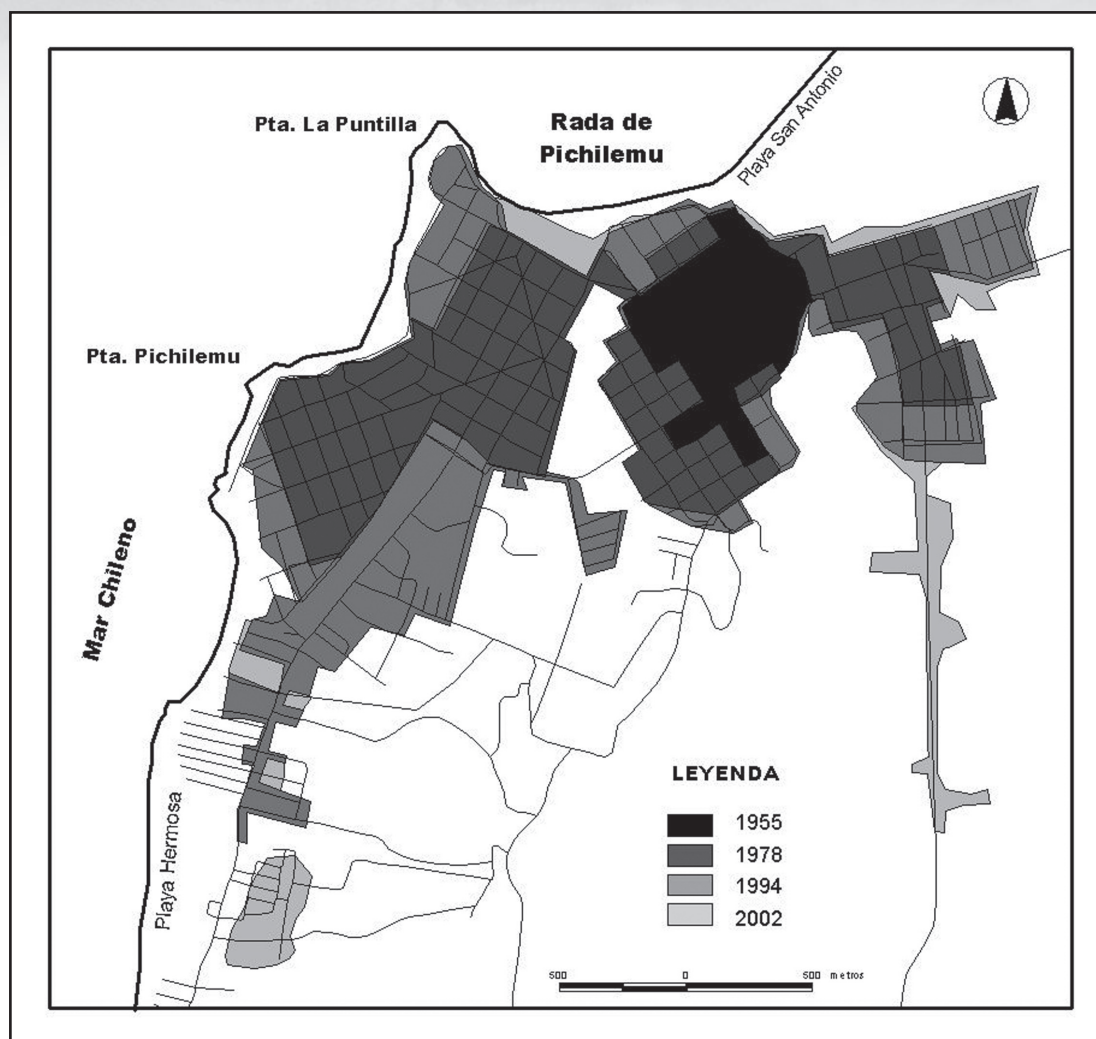 Pta. La Puntilla
Rada de
Pichilemu
Playa San Antonio
Pta. Pichilemu
Mar Chileno
Playa Hermosa
LEYENDA
1955
1978
1994
2002
500 0 500 metros